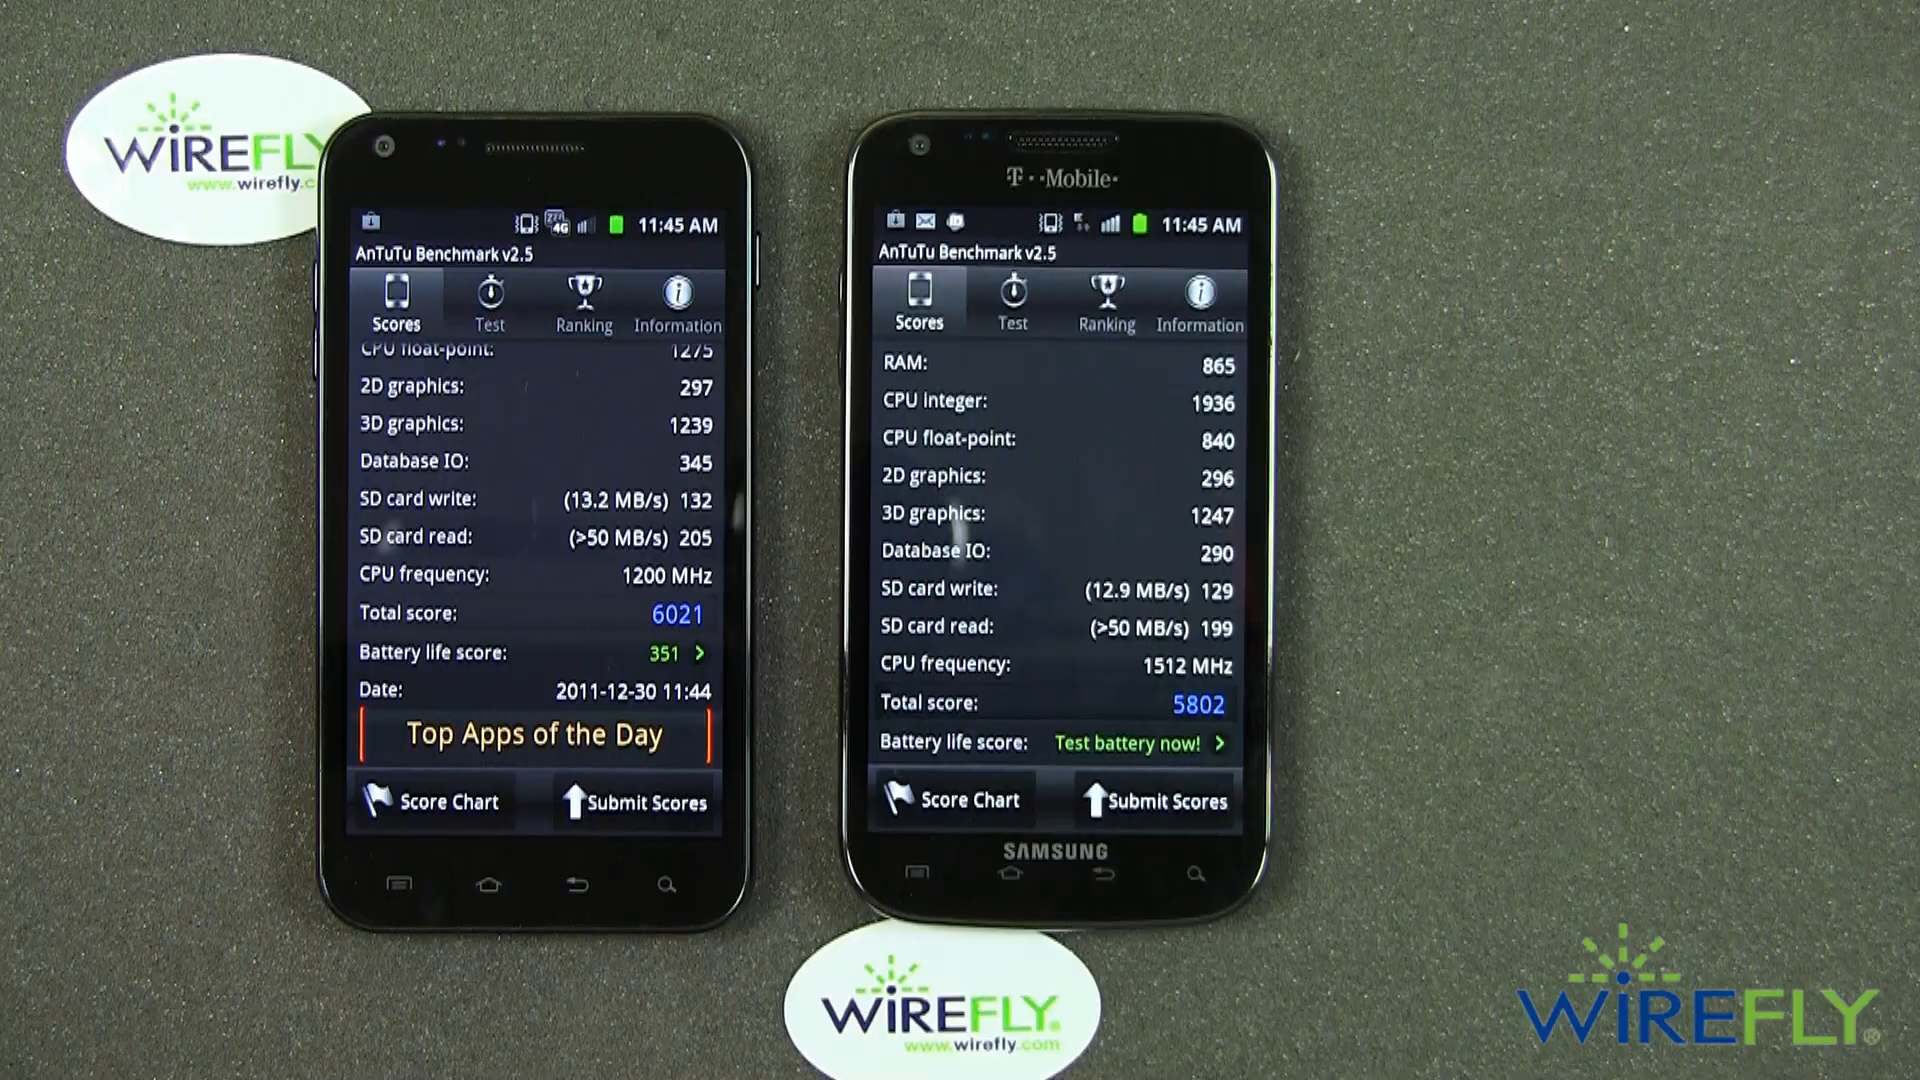 WIREFLY
www.wirefly.c
4G 11:45 AM
AnTuTu Benchmark v2.5
Scores Test Ranking Information
CPU float-point: 1275
2D graphics: 297
3D graphics: 1239
Database IO: 345
SD card write: (13.2 MB/s) 132
SD card read: (>50 MB/s) 205
CPU frequency: 1200 MHz
Total score: 6021
Battery life score: 351 >
Date: 2011-12-30 11:44
Top Apps of the Day
Score Chart Submit Scores
T··Mobile·
11:45 AM
AnTuTu Benchmark v2.5
Scores Test Ranking Information
RAM: 865
CPU integer: 1936
CPU float-point: 840
2D graphics: 296
3D graphics: 1247
Database IO: 290
SD card write: (12.9 MB/s) 129
SD card read: (>50 MB/s) 199
CPU frequency: 1512 MHz
Total score: 5802
Battery life score: Test battery now! >
Score Chart Submit Scores
SAMSUNG
WIREFLY.
www.wirefly.com
WIREFLY®